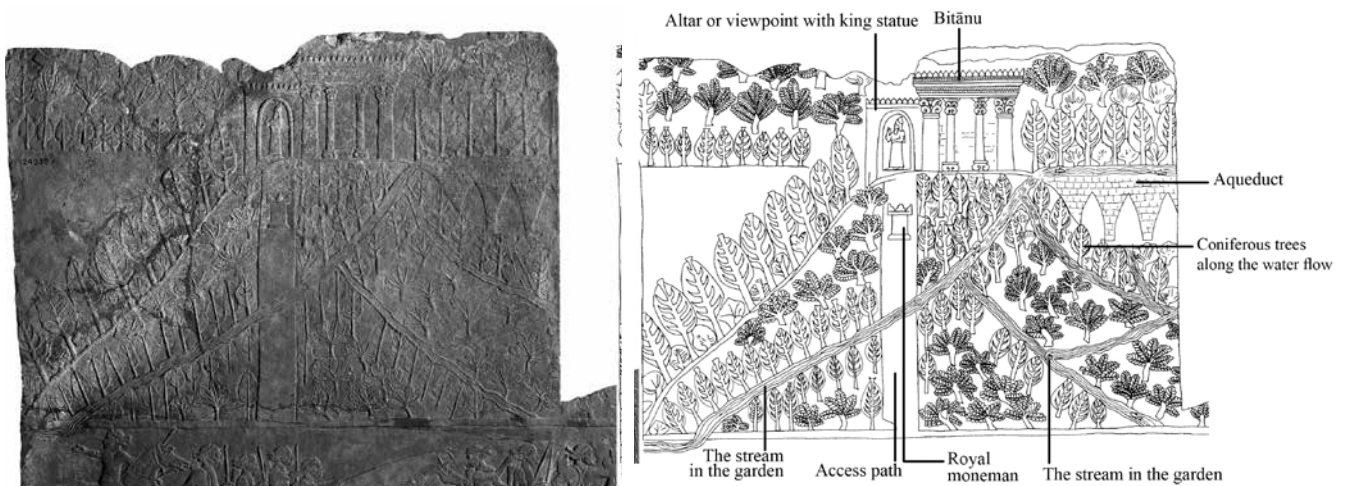 Altar or viewpoint with king statue
Bitānu
Aqueduct
Coniferous trees
along the water flow
The stream
in the garden
Access path
Royal
moneman
The stream in the garden